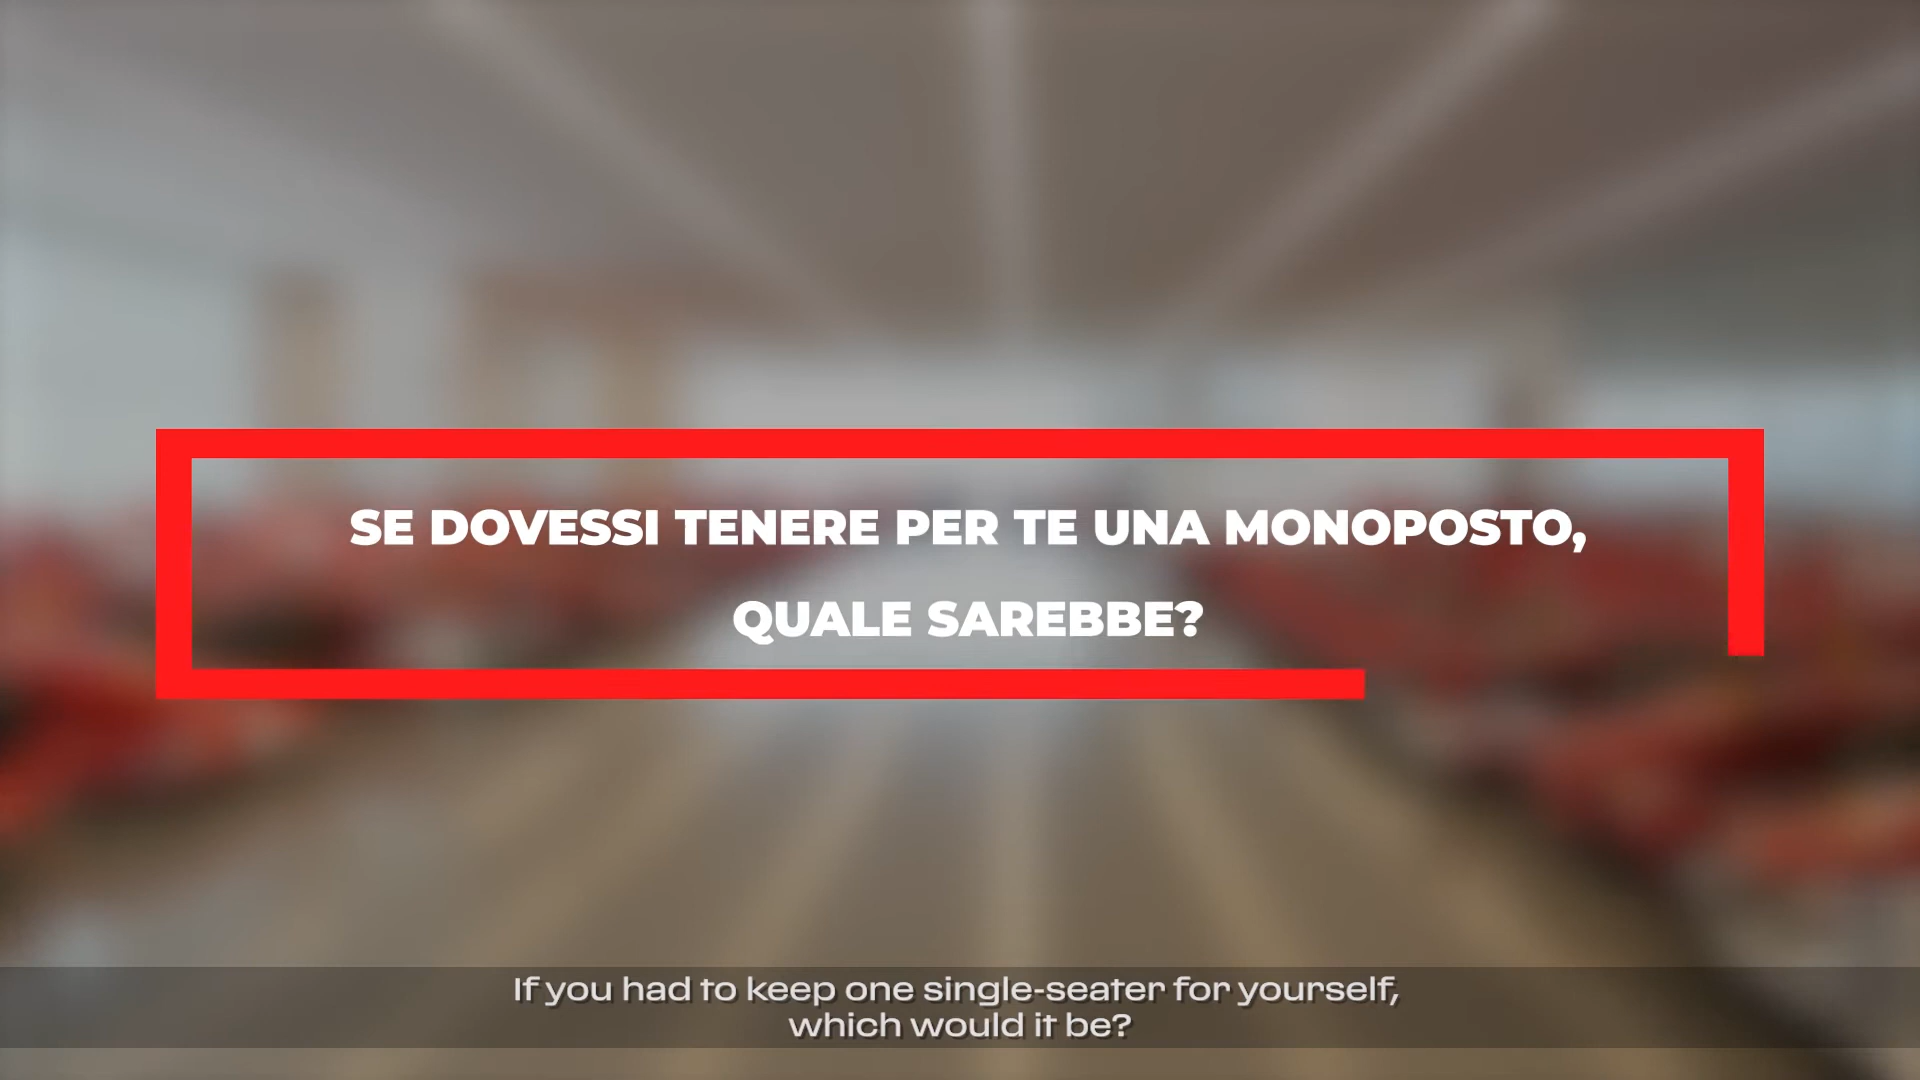 SE DOVESSI TENERE PER TE UNA MONOPOSTO,
QUALE SAREBBE?
If you had to keep one single-seater for yourself,
which would it be?